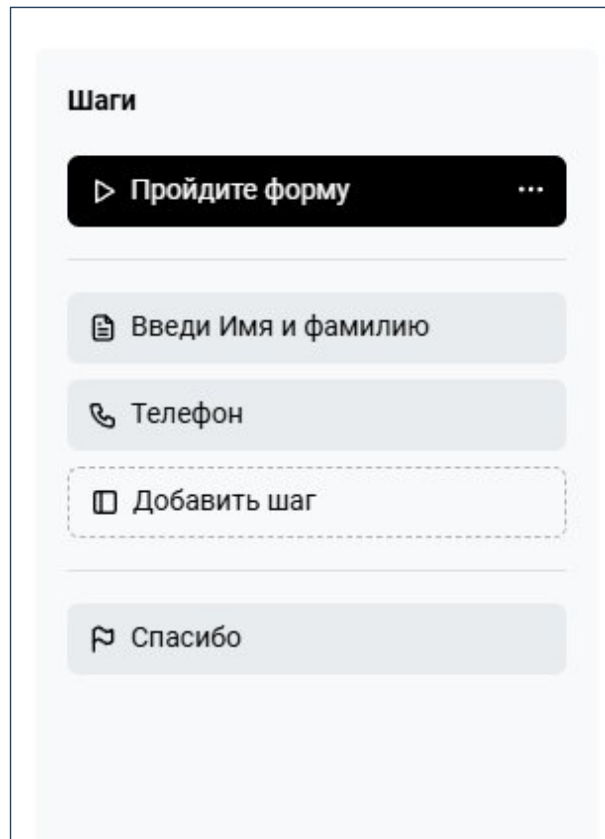 Шаги
Пройдите форму
Введи Имя и фамилию
Телефон
Добавить шаг
Спасибо